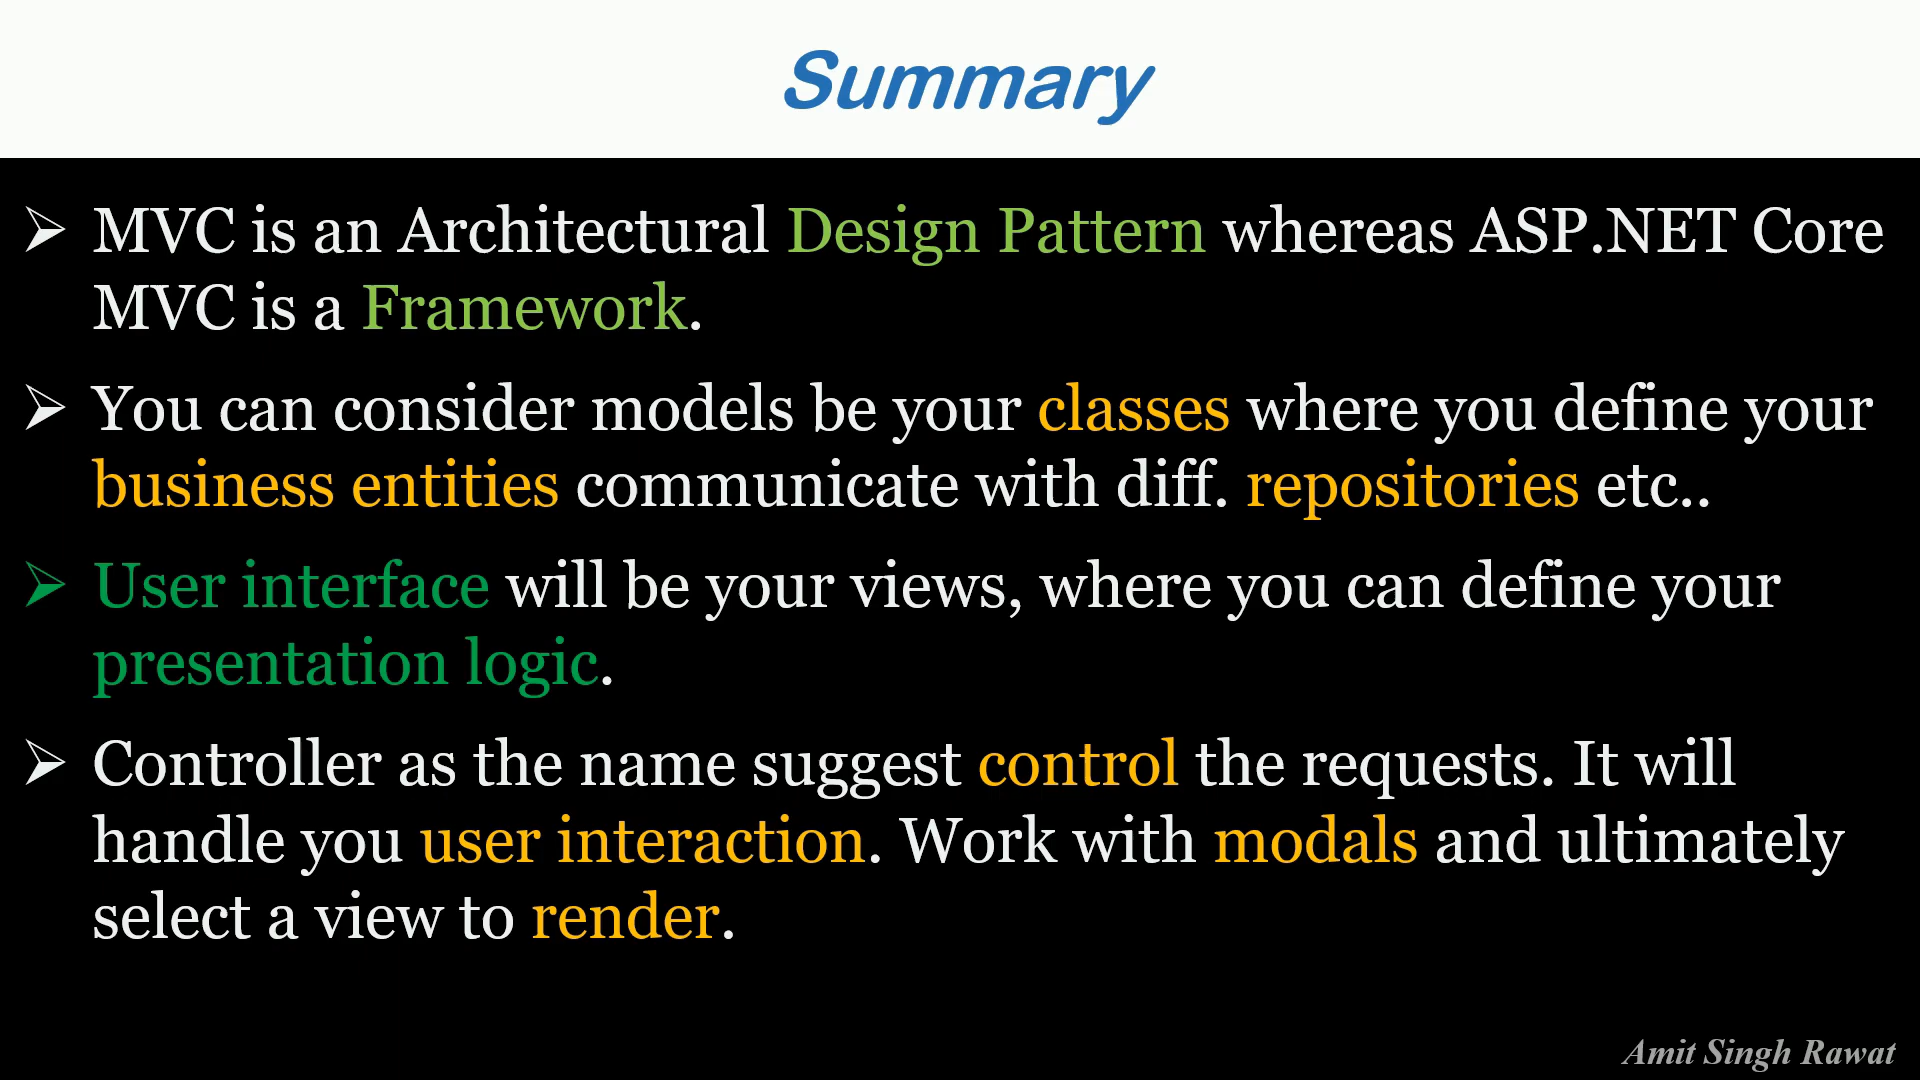 Summary
➢ MVC is an Architectural Design Pattern whereas ASP.NET Core
MVC is a Framework.
➢ You can consider models be your classes where you define your
business entities communicate with diff. repositories etc..
➢ User interface will be your views, where you can define your
presentation logic.
➢ Controller as the name suggest control the requests. It will
handle you user interaction. Work with modals and ultimately
select a view to render.
Amit Singh Rawat